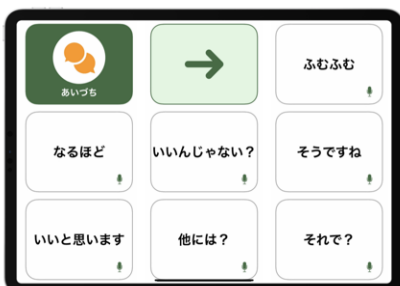 あいづち
ふむふむ
なるほど
いいんじゃない？
そうですね
いいと思います
他には？
それで？